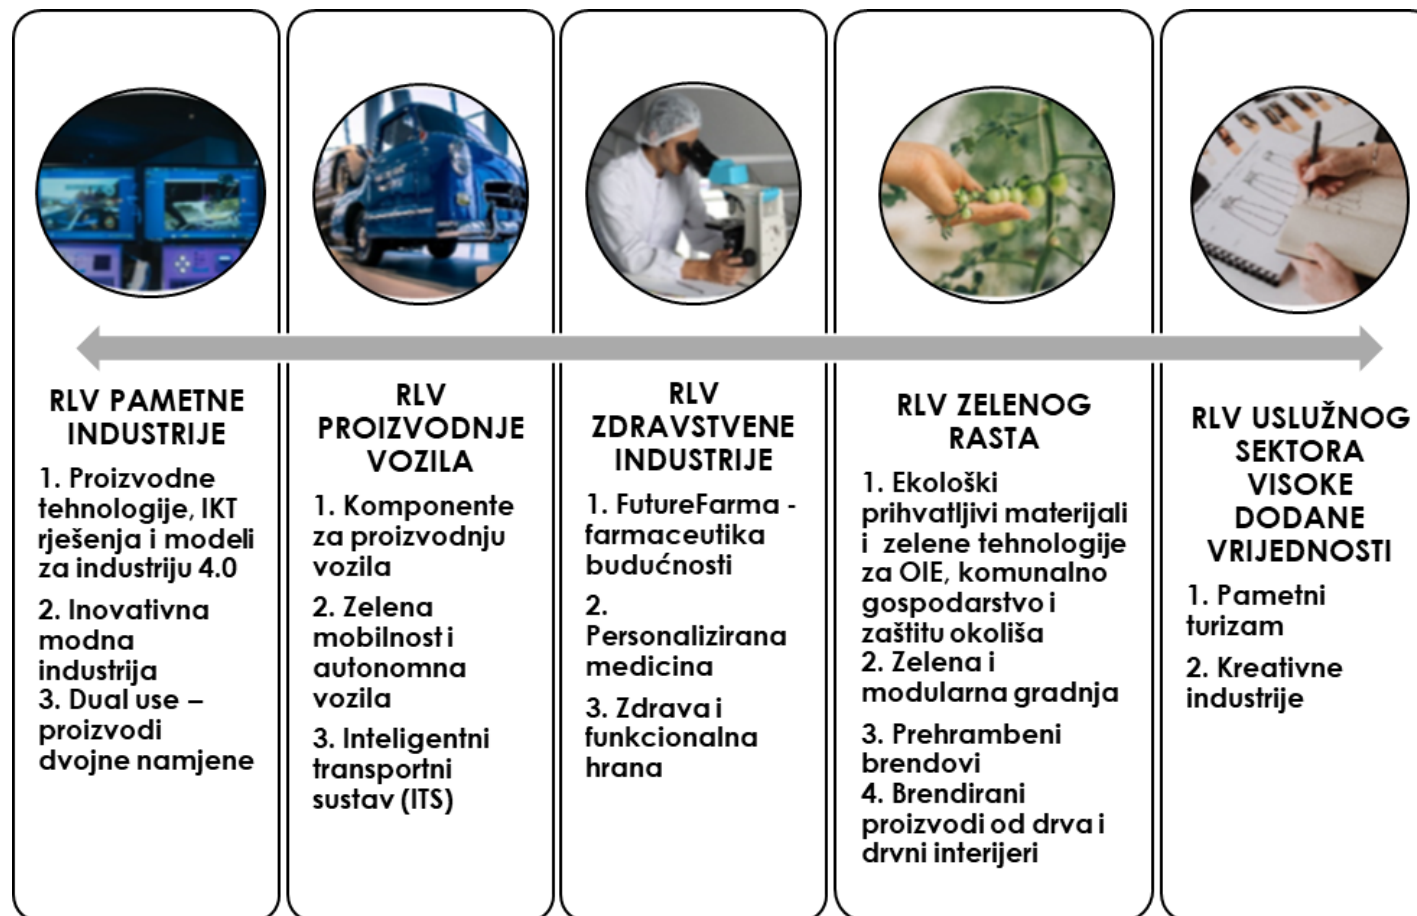 RLV PAMETNE
INDUSTRIJE
1. Proizvodne
tehnologije, IKT
rješenja i modeli
za industriju 4.0
2. Inovativna
modna
industrija
3. Dual use –
proizvodi
dvojne namjene
RLV
PROIZVODNJE
VOZILA
1. Komponente
za proizvodnju
vozila
2. Zelena
mobilnost i
autonomna
vozila
3. Inteligentni
transportni
sustav (ITS)
RLV
ZDRAVSTVENE
INDUSTRIJE
1. FutureFarma -
farmaceutika
budućnosti
2.
Personalizirana
medicina
3. Zdrava i
funkcionalna
hrana
RLV ZELENOG
RASTA
1. Ekološki
prihvatljivi materijali
i zelene tehnologije
za OIE, komunalno
gospodarstvo i
zaštitu okoliša
2. Zelena i
modularna gradnja
3. Prehrambeni
brendovi
4. Brendirani
proizvodi od drva i
drvni interijeri
RLV USLUŽNOG
SEKTORA
VISOKE
DODANE
VRIJEDNOSTI
1. Pametni
turizam
2. Kreativne
industrije